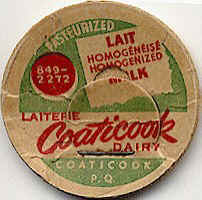 PASTEURIZED
LAIT
HOMOGÉNÉISÉ
HOMOGENIZED
MILK
849-
2272
LAITERIE
Coaticook
DAIRY
COATICOOK
P.Q.